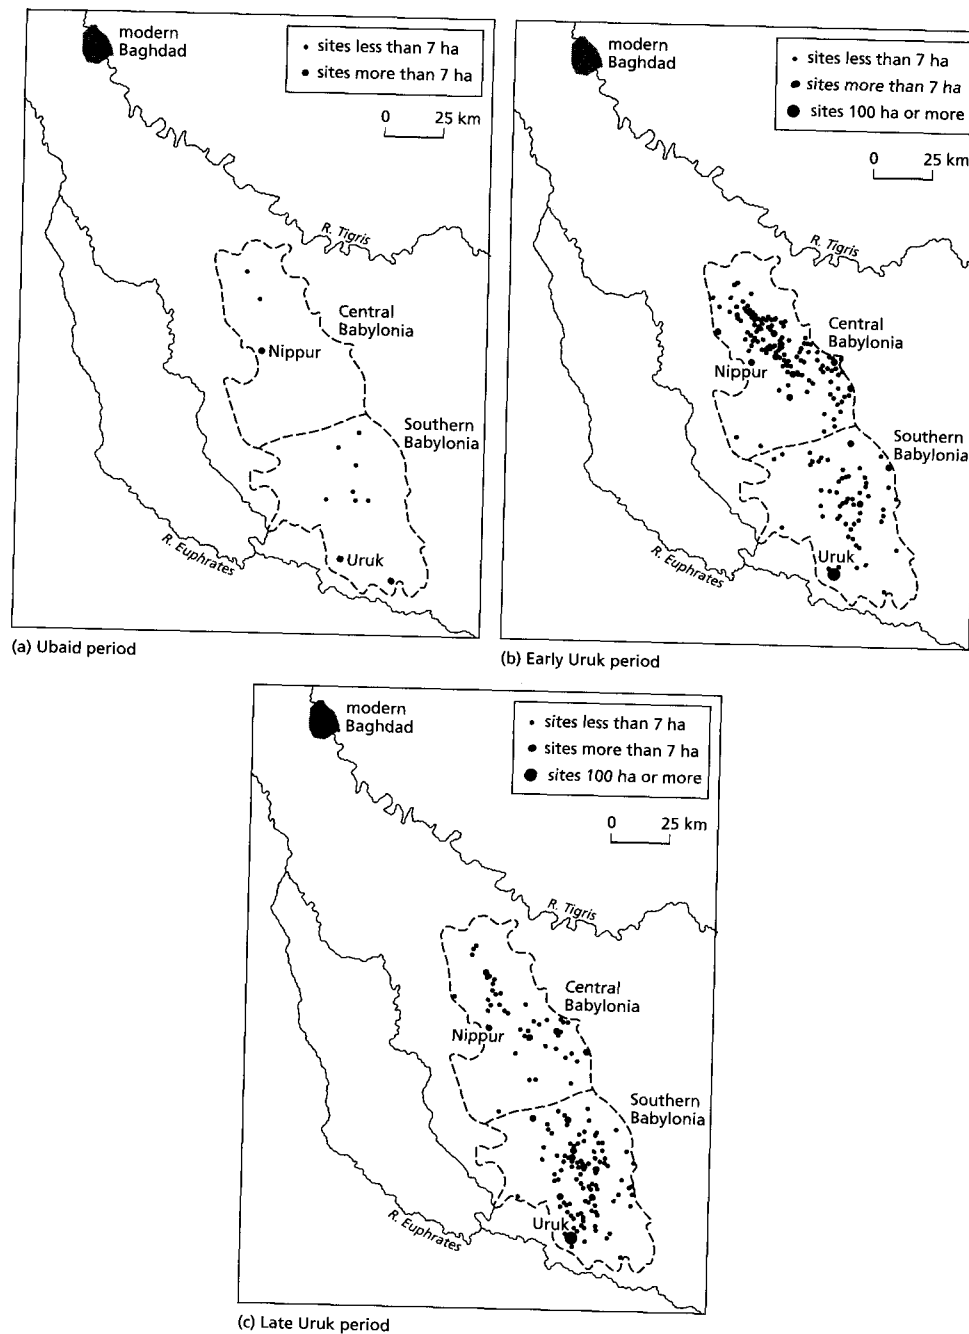 modern
Baghdad
sites less than 7 ha
sites more than 7 ha
0 25 km
R. Tigris
Central
Babylonia
Nippur
Southern
Babylonia
Uruk
R. Euphrates
(a) Ubaid period
modern
Baghdad
sites less than 7 ha
sites more than 7 ha
sites 100 ha or more
0 25 km
R. Tigris
Central
Babylonia
Nippur
Southern
Babylonia
Uruk
R. Euphrates
(b) Early Uruk period
modern
Baghdad
sites less than 7 ha
sites more than 7 ha
sites 100 ha or more
0 25 km
R. Tigris
Central
Babylonia
Nippur
Southern
Babylonia
Uruk
R. Euphrates
(c) Late Uruk period